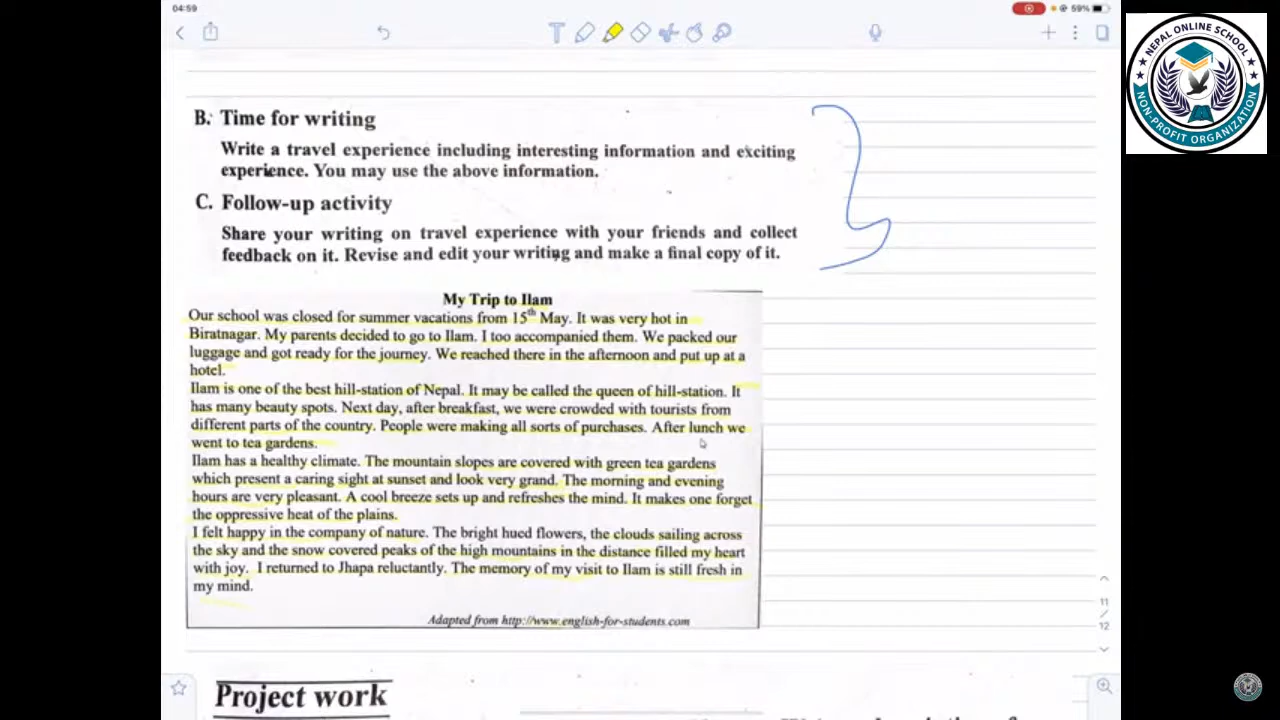 04:59
59%
NEPAL ONLINE SCHOOL
NON-PROFIT ORGANIZATION
B. Time for writing
Write a travel experience including interesting information and exciting
experience. You may use the above information.
C. Follow-up activity
Share your writing on travel experience with your friends and collect
feedback on it. Revise and edit your writing and make a final copy of it.
My Trip to Ilam
Our school was closed for summer vacations from 15th May. It was very hot in
Biratnagar. My parents decided to go to Ilam. I too accompanied them. We packed our
luggage and got ready for the journey. We reached there in the afternoon and put up at a
hotel.
Ilam is one of the best hill-station of Nepal. It may be called the queen of hill-station. It
has many beauty spots. Next day, after breakfast, we were crowded with tourists from
different parts of the country. People were making all sorts of purchases. After lunch we
went to tea gardens.
Ilam has a healthy climate. The mountain slopes are covered with green tea gardens
which present a caring sight at sunset and look very grand. The morning and evening
hours are very pleasant. A cool breeze sets up and refreshes the mind. It makes one forget
the oppressive heat of the plains.
I felt happy in the company of nature. The bright hued flowers, the clouds sailing across
the sky and the snow covered peaks of the high mountains in the distance filled my heart
with joy. I returned to Jhapa reluctantly. The memory of my visit to Ilam is still fresh in
my mind.
Adapted from http://www.english-for-students.com
11
/
12
Project work